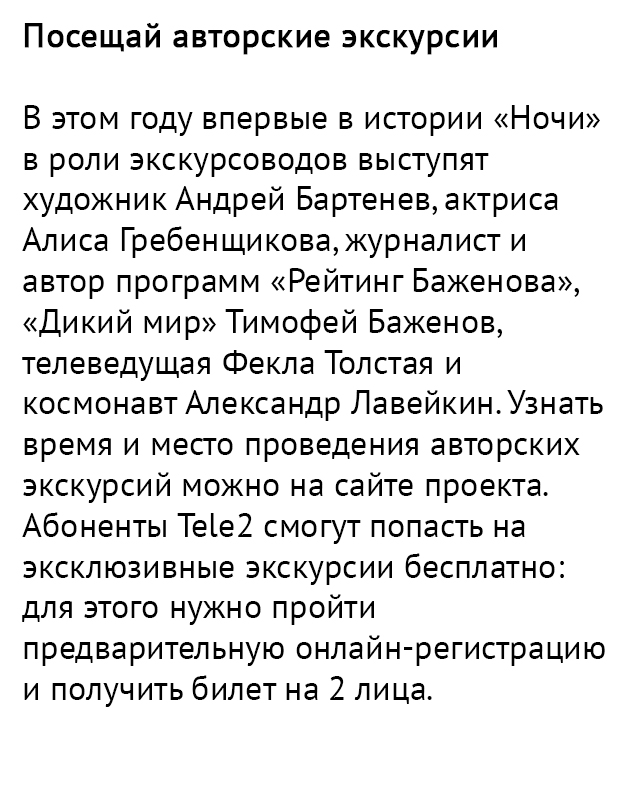 Посещай авторские экскурсии
В этом году впервые в истории «Ночи»
в роли экскурсоводов выступят
художник Андрей Бартенев, актриса
Алиса Гребенщикова, журналист и
автор программ «Рейтинг Баженова»,
«Дикий мир» Тимофей Баженов,
телеведущая Фекла Толстая и
космонавт Александр Лавейкин. Узнать
время и место проведения авторских
экскурсий можно на сайте проекта.
Абоненты Tele2 смогут попасть на
эксклюзивные экскурсии бесплатно:
для этого нужно пройти
предварительную онлайн-регистрацию
и получить билет на 2 лица.